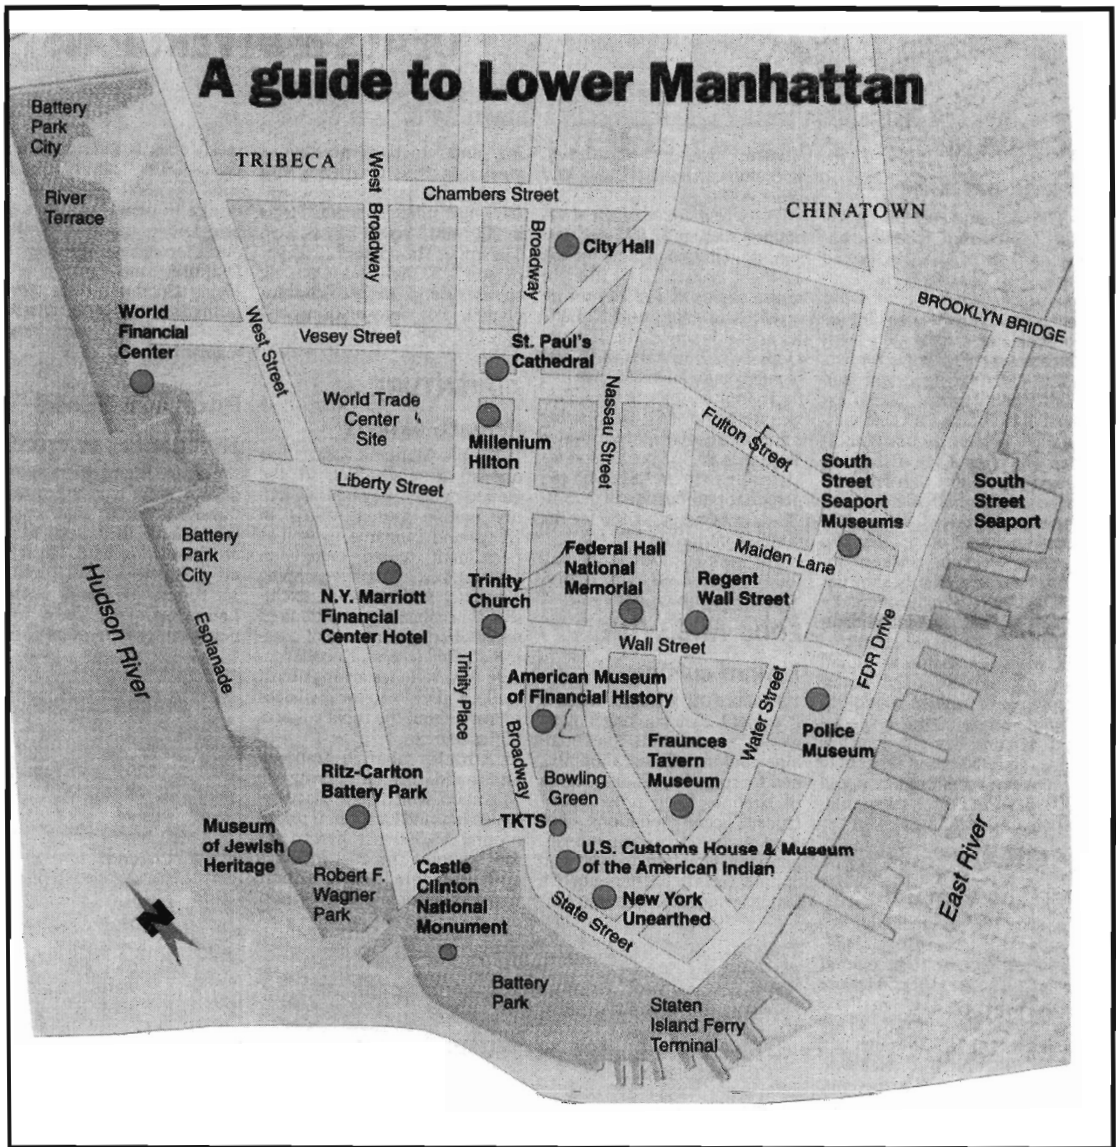 A guide to Lower Manhattan
Battery
Park
City
TRIBECA
West Broadway
Chambers Street
CHINATOWN
River
Terrace
Broadway
City Hall
BROOKLYN BRIDGE
World
Financial
Center
West Street
Vesey Street
St. Paul's
Cathedral
World Trade
Center
Site
Millenium
Hilton
Nassau Street
Fulton Street
South
Street
Seaport
Museums
South
Street
Seaport
Liberty Street
Battery
Park
City
Maiden Lane
Hudson River
Esplanade
N.Y. Marriott
Financial
Center Hotel
Trinity
Church
Federal Hall
National
Memorial
Regent
Wall Street
Wall Street
FDR Drive
Trinity Place
American Museum
of Financial History
Water Street
Police
Museum
Broadway
Fraunces
Tavern
Museum
Bowling
Green
Ritz-Carlton
Battery Park
TKTS
Museum
of Jewish
Heritage
U.S. Customs House & Museum
of the American Indian
Robert F.
Wagner
Park
Castle
Clinton
National
Monument
State Street
New York
Unearthed
East River
N
Battery
Park
Staten
Island Ferry
Terminal